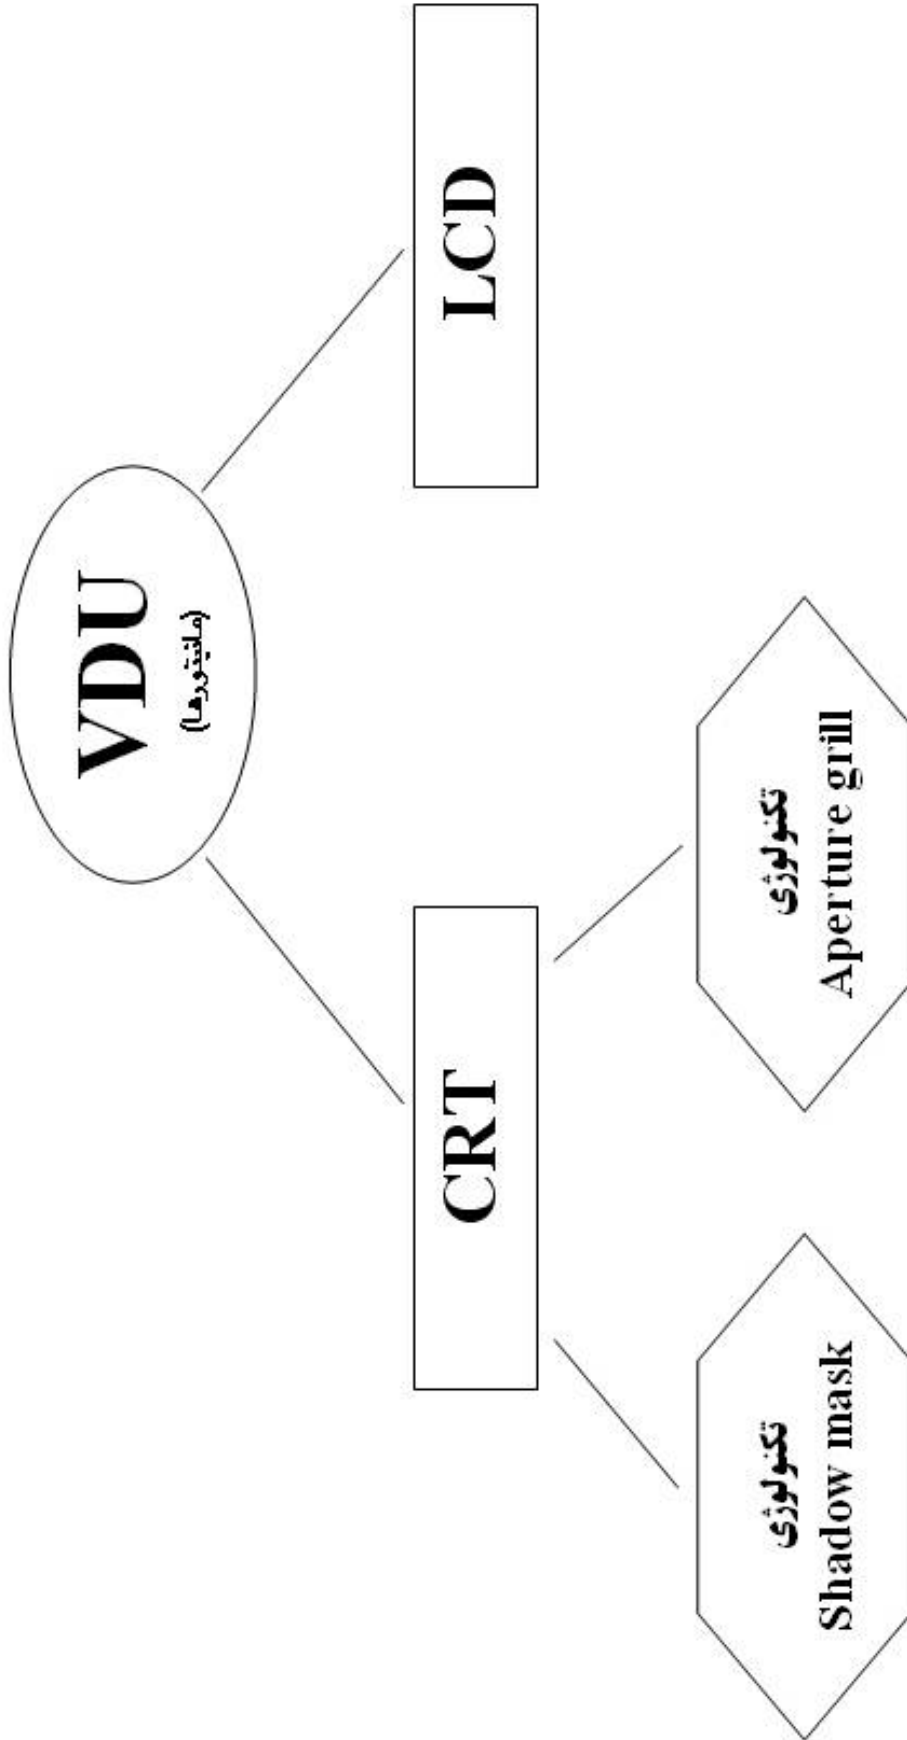 VDU
(مانیتورها)
CRT
LCD
تکنولوژی
Shadow mask
تکنولوژی
Aperture grill